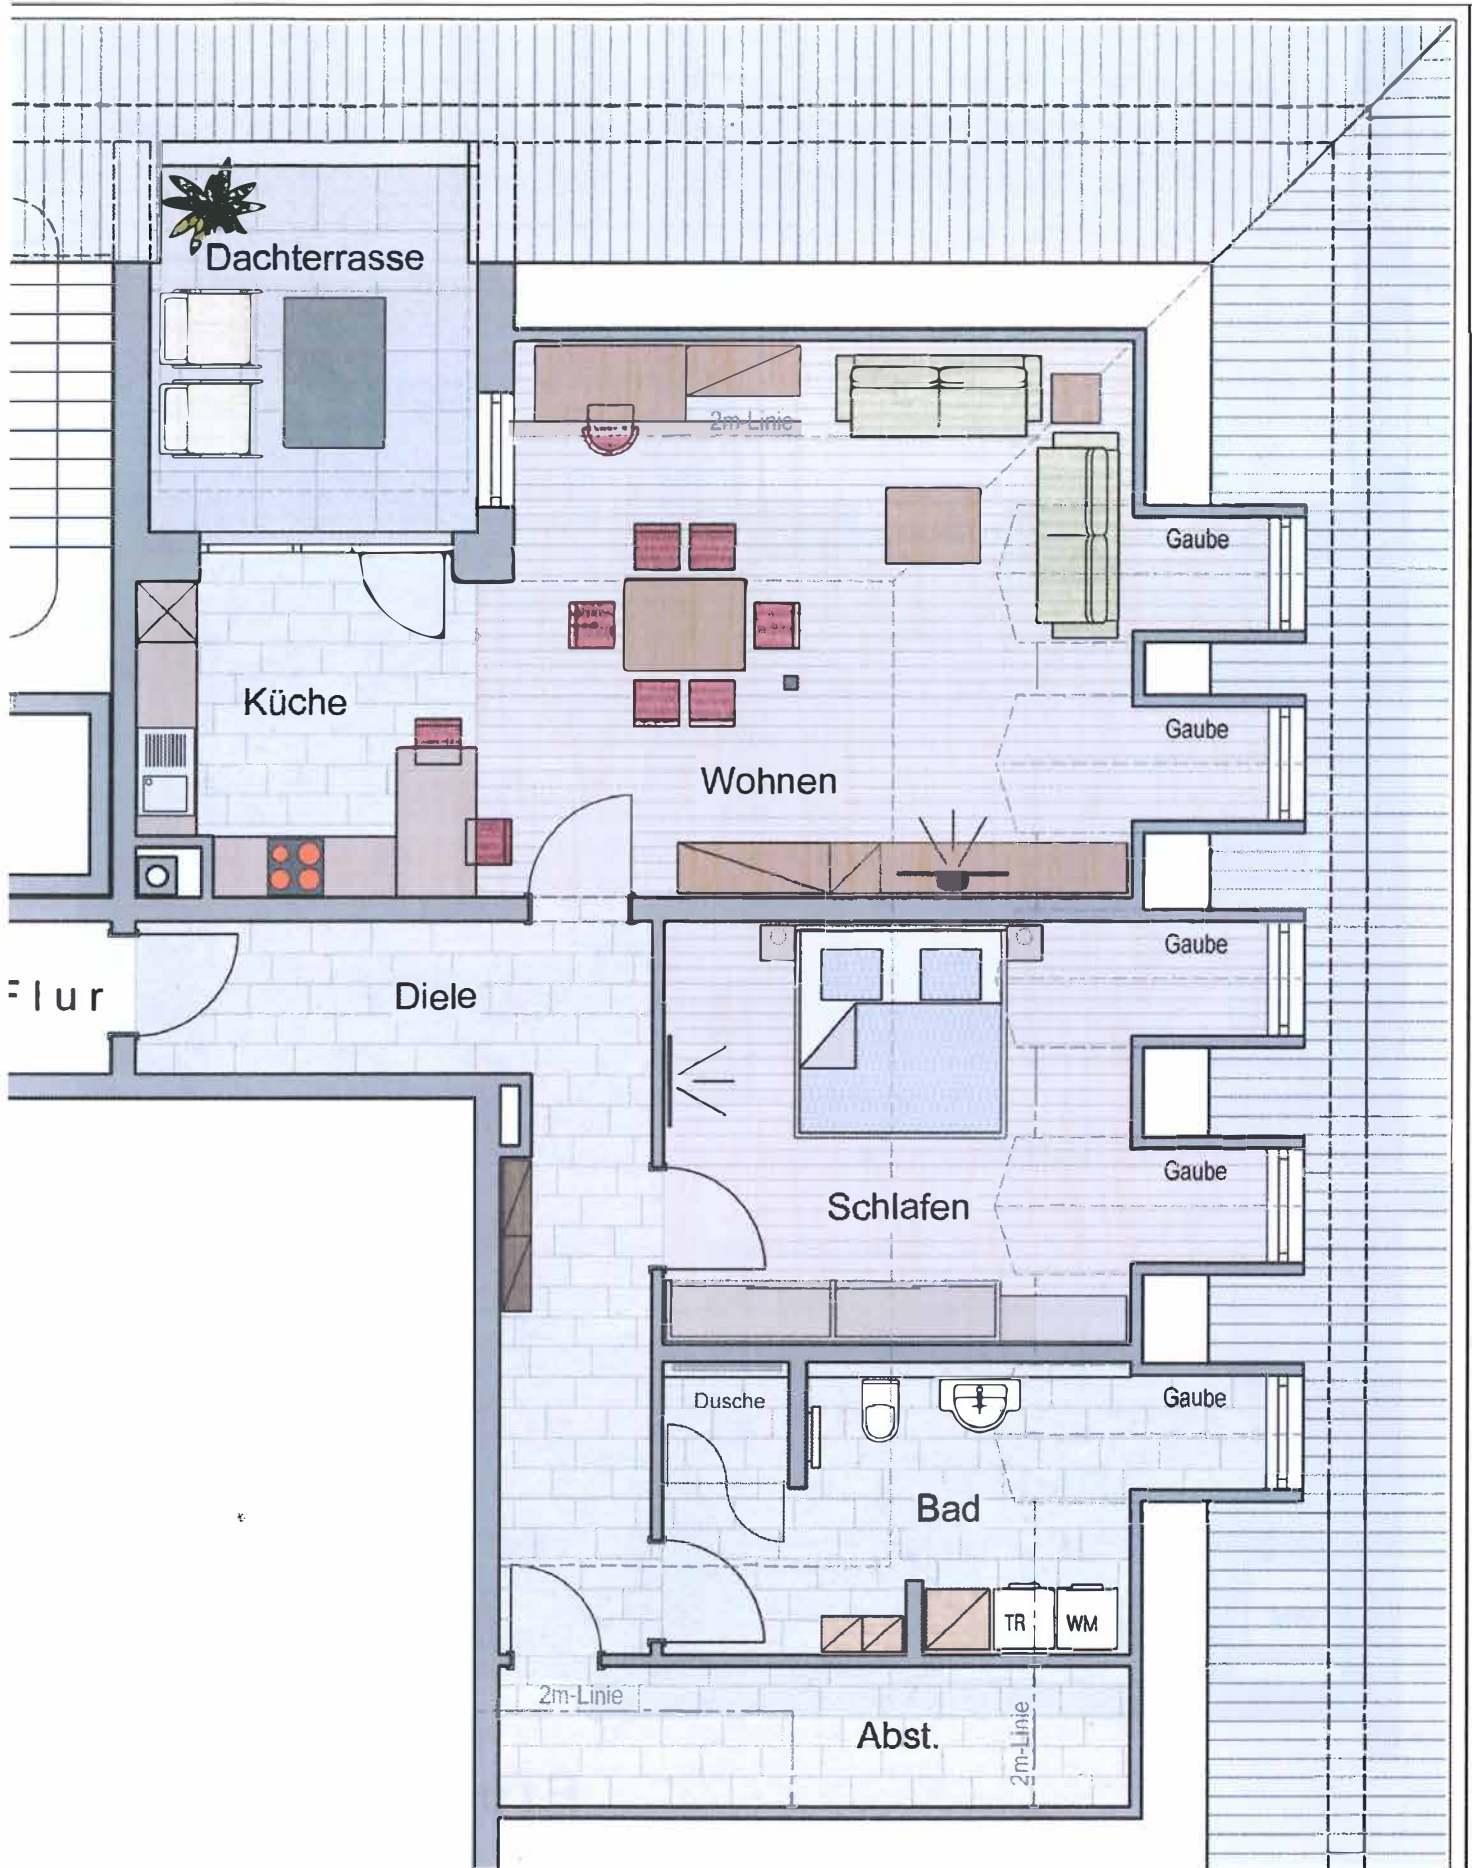 Dachterrasse
2m-Linie
Gaube
Küche
Gaube
Wohnen
Gaube
Flur
Diele
Gaube
Schlafen
Dusche
Gaube
Bad
TR
WM
2m-Linie
Abst.
2m-Linie